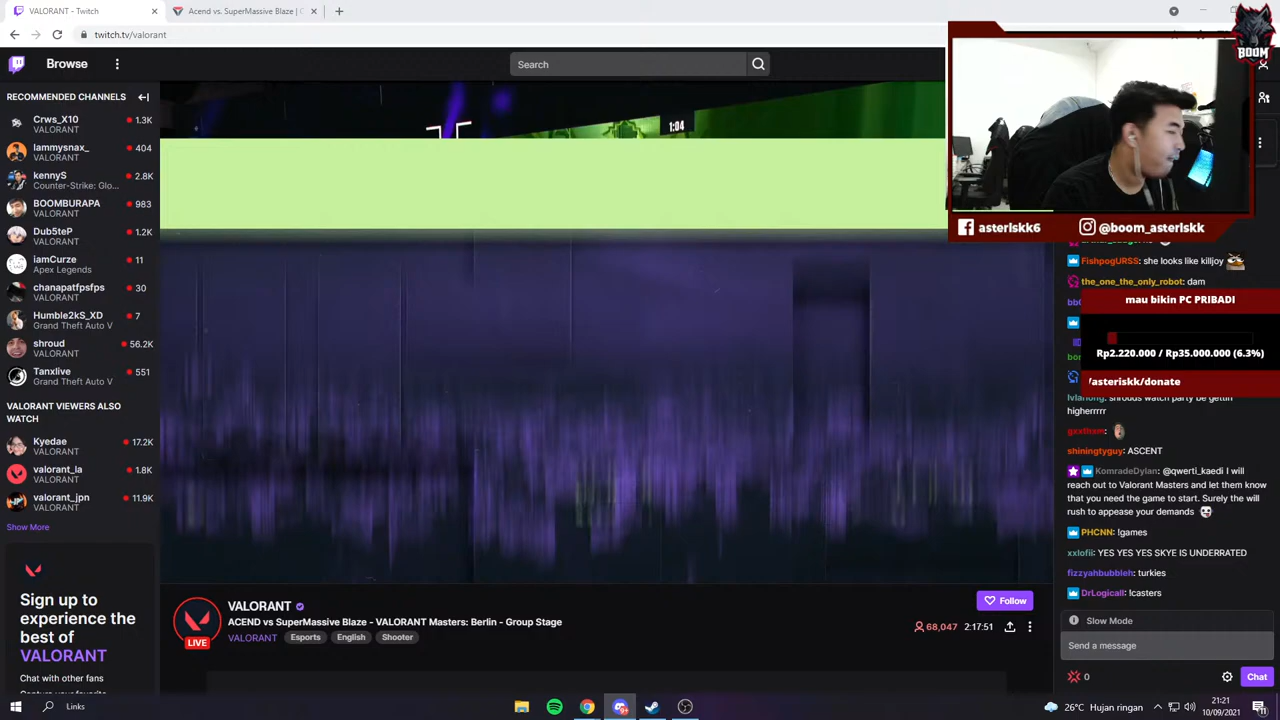 VALORANT - Twitch
Acend vs. SuperMassive Blaze | C
twitch.tv/valorant
BOOM
Browse
Search
RECOMMENDED CHANNELS
1:04
Crws_X10
VALORANT
1.3K
iammysnax_
VALORANT
404
kennyS
Counter-Strike: Glo...
2.8K
BOOMBURAPA
VALORANT
983
Dub5teP
VALORANT
1.2K
iamCurze
Apex Legends
11
chanapatfpsfps
VALORANT
30
Humble2kS_XD
Grand Theft Auto V
7
shroud
VALORANT
56.2K
Tanxlive
Grand Theft Auto V
551
VALORANT VIEWERS ALSO
WATCH
Kyedae
VALORANT
17.2K
valorant_la
VALORANT
1.8K
valorant_jpn
VALORANT
11.9K
Show More
Sign up to
experience the
best of
VALORANT
Chat with other fans
asteriskk6
@boom_asteriskk
FishpogURSS: she looks like killjoy
the_one_the_only_robot: dam
mau bikin PC PRIBADI
Rp2.220.000 / Rp35.000.000 (6.3%)
/asteriskk/donate
higherrrrr
shiningtyguy: ASCENT
KomradeDylan: @qwerti_kaedi I will
reach out to Valorant Masters and let them know
that you need the game to start. Surely the will
rush to appease your demands
PHCNN: !games
xxlofii: YES YES YES SKYE IS UNDERRATED
fizzyahbubbleh: turkies
DrLogicall: !casters
Slow Mode
Send a message
0
Chat
VALORANT
Follow
ACEND vs SuperMassive Blaze - VALORANT Masters: Berlin - Group Stage
LIVE
VALORANT
Esports
English
Shooter
68,047
2:17:51
Links
26°C Hujan ringan
21:21
10/09/2021